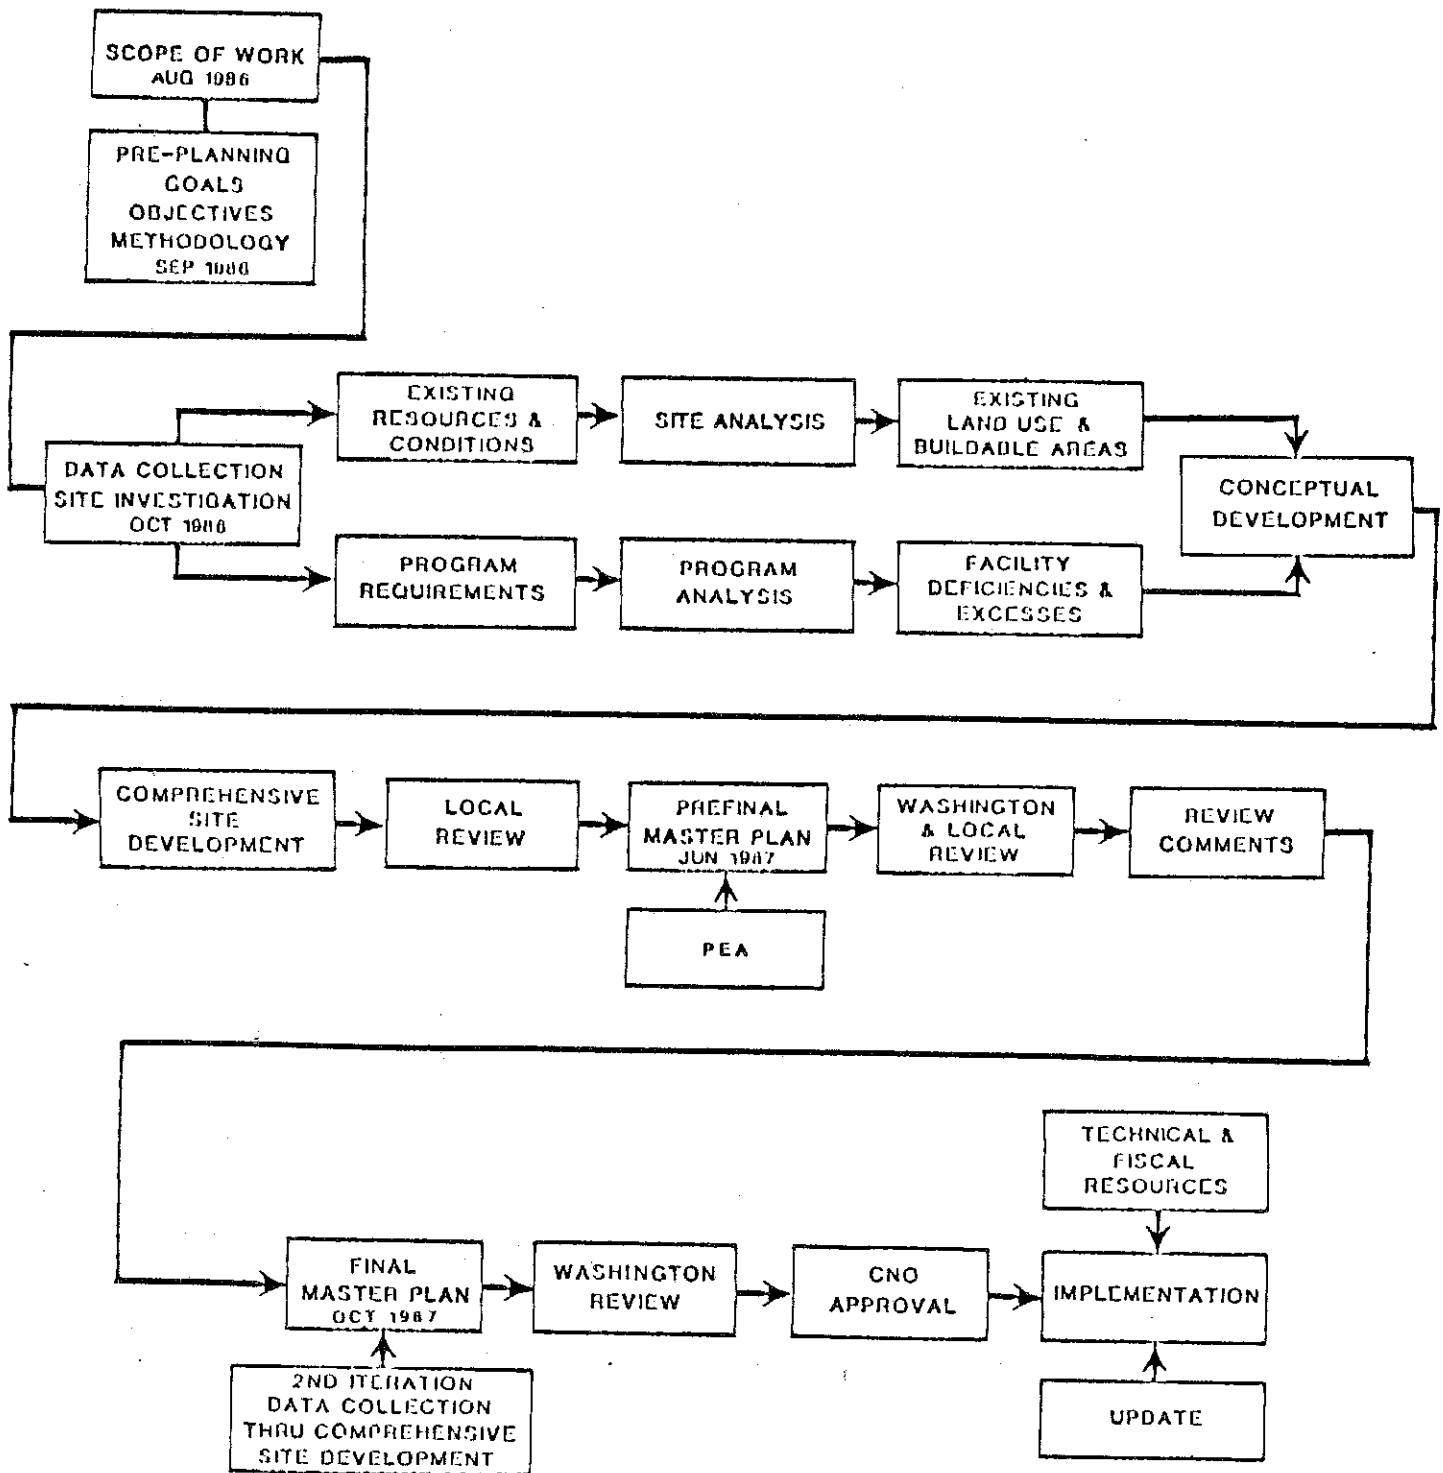 SCOPE OF WORK
AUG 1986
PRE-PLANNING
GOALS
OBJECTIVES
METHODOLOGY
SEP 1986
EXISTING
RESOURCES &
CONDITIONS
SITE ANALYSIS
EXISTING
LAND USE &
BUILDABLE AREAS
DATA COLLECTION
SITE INVESTIGATION
OCT 1986
CONCEPTUAL
DEVELOPMENT
PROGRAM
REQUIREMENTS
PROGRAM
ANALYSIS
FACILITY
DEFICIENCIES &
EXCESSES
COMPREHENSIVE
SITE
DEVELOPMENT
LOCAL
REVIEW
PREFINAL
MASTER PLAN
JUN 1987
WASHINGTON
& LOCAL
REVIEW
REVIEW
COMMENTS
PEA
TECHNICAL &
FISCAL
RESOURCES
FINAL
MASTER PLAN
OCT 1987
WASHINGTON
REVIEW
CNO
APPROVAL
IMPLEMENTATION
2ND ITERATION
DATA COLLECTION
THRU COMPREHENSIVE
SITE DEVELOPMENT
UPDATE